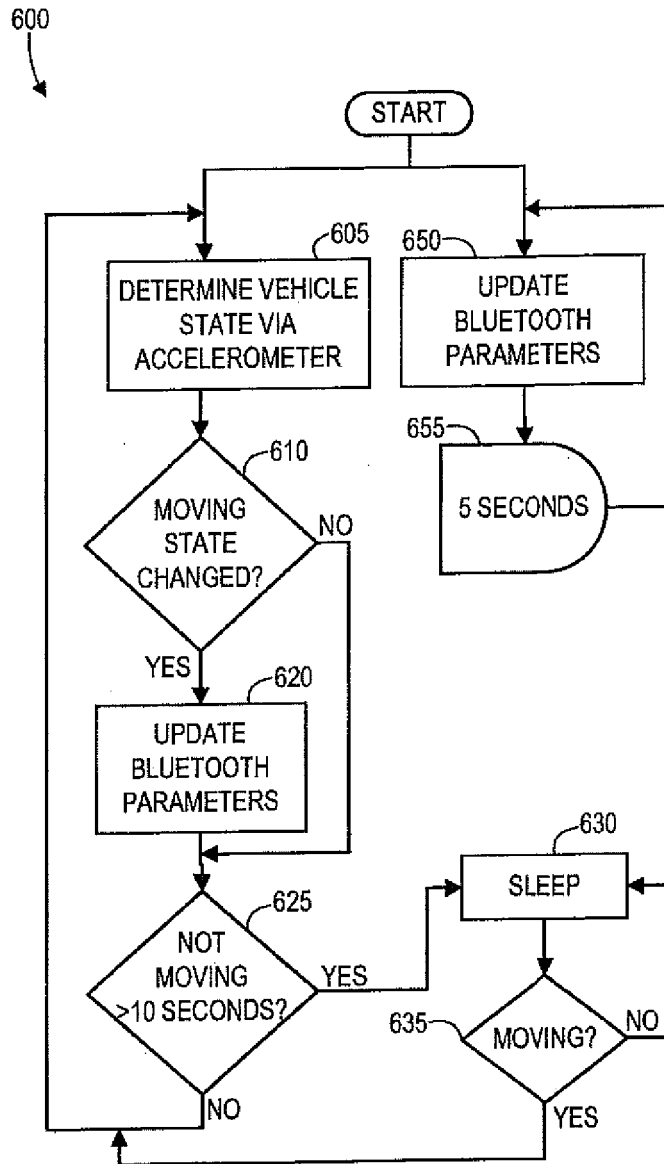 600
START
605
DETERMINE VEHICLE
STATE VIA
ACCELEROMETER
650
UPDATE
BLUETOOTH
PARAMETERS
655
5 SECONDS
610
MOVING
STATE
CHANGED?
NO
YES
620
UPDATE
BLUETOOTH
PARAMETERS
625
NOT
MOVING
>10 SECONDS?
YES
NO
630
SLEEP
635
MOVING?
NO
YES